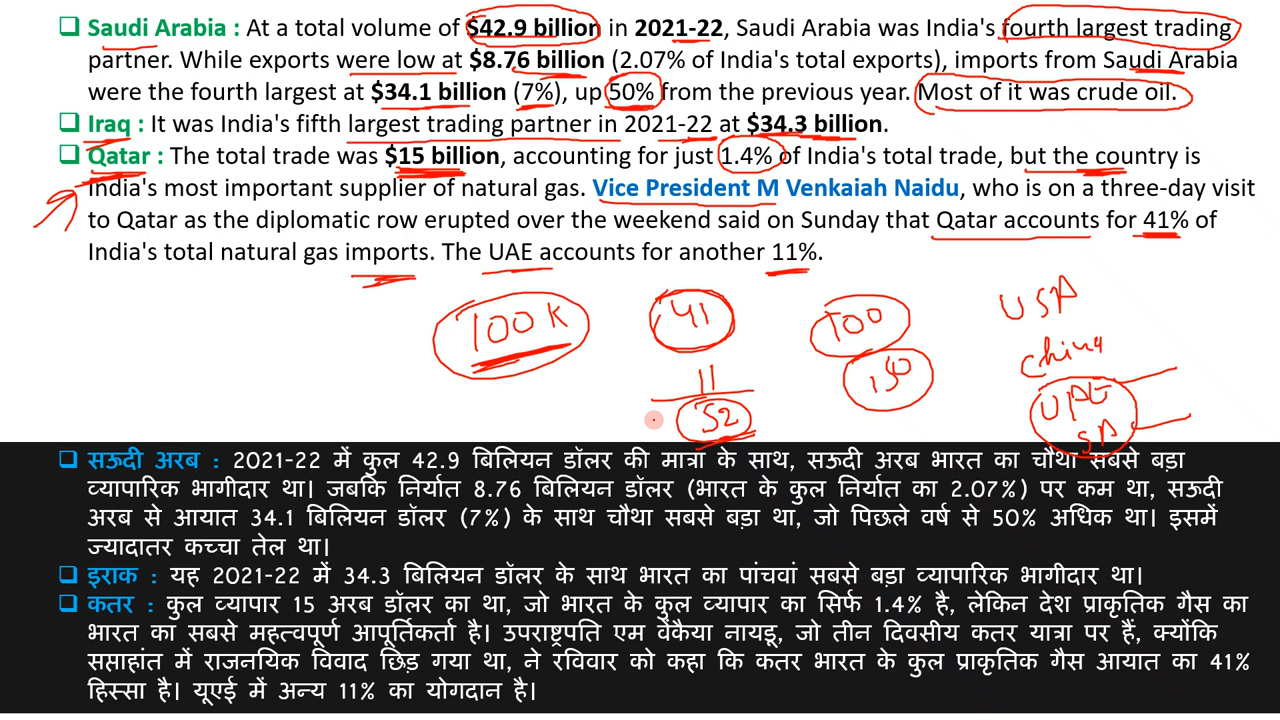 ❑ Saudi Arabia : At a total volume of $42.9 billion in 2021-22, Saudi Arabia was India's fourth largest trading
partner. While exports were low at $8.76 billion (2.07% of India's total exports), imports from Saudi Arabia
were the fourth largest at $34.1 billion (7%), up 50% from the previous year. Most of it was crude oil.
❑ Iraq : It was India's fifth largest trading partner in 2021-22 at $34.3 billion.
❑ Qatar : The total trade was $15 billion, accounting for just 1.4% of India's total trade, but the country is
India's most important supplier of natural gas. Vice President M Venkaiah Naidu, who is on a three-day visit
to Qatar as the diplomatic row erupted over the weekend said on Sunday that Qatar accounts for 41% of
India's total natural gas imports. The UAE accounts for another 11%.
100K 41 100 USA
11 150 China
52 UAE
SA
❑ सऊदी अरब : 2021-22 में कुल 42.9 बिलियन डॉलर की मात्रा के साथ, सऊदी अरब भारत का चौथा सबसे बड़ा
व्यापारिक भागीदार था। जबकि निर्यात 8.76 बिलियन डॉलर (भारत के कुल निर्यात का 2.07%) पर कम था, सऊदी
अरब से आयात 34.1 बिलियन डॉलर (7%) के साथ चौथा सबसे बड़ा था, जो पिछले वर्ष से 50% अधिक था। इसमें
ज्यादातर कच्चा तेल था।
❑ इराक : यह 2021-22 में 34.3 बिलियन डॉलर के साथ भारत का पांचवां सबसे बड़ा व्यापारिक भागीदार था।
❑ कतर : कुल व्यापार 15 अरब डॉलर का था, जो भारत के कुल व्यापार का सिर्फ 1.4% है, लेकिन देश प्राकृतिक गैस का
भारत का सबसे महत्वपूर्ण आपूर्तिकर्ता है। उपराष्ट्रपति एम वेंकैया नायडू, जो तीन दिवसीय कतर यात्रा पर हैं, क्योंकि
सप्ताहांत में राजनयिक विवाद छिड़ गया था, ने रविवार को कहा कि कतर भारत के कुल प्राकृतिक गैस आयात का 41%
हिस्सा है। यूएई में अन्य 11% का योगदान है।